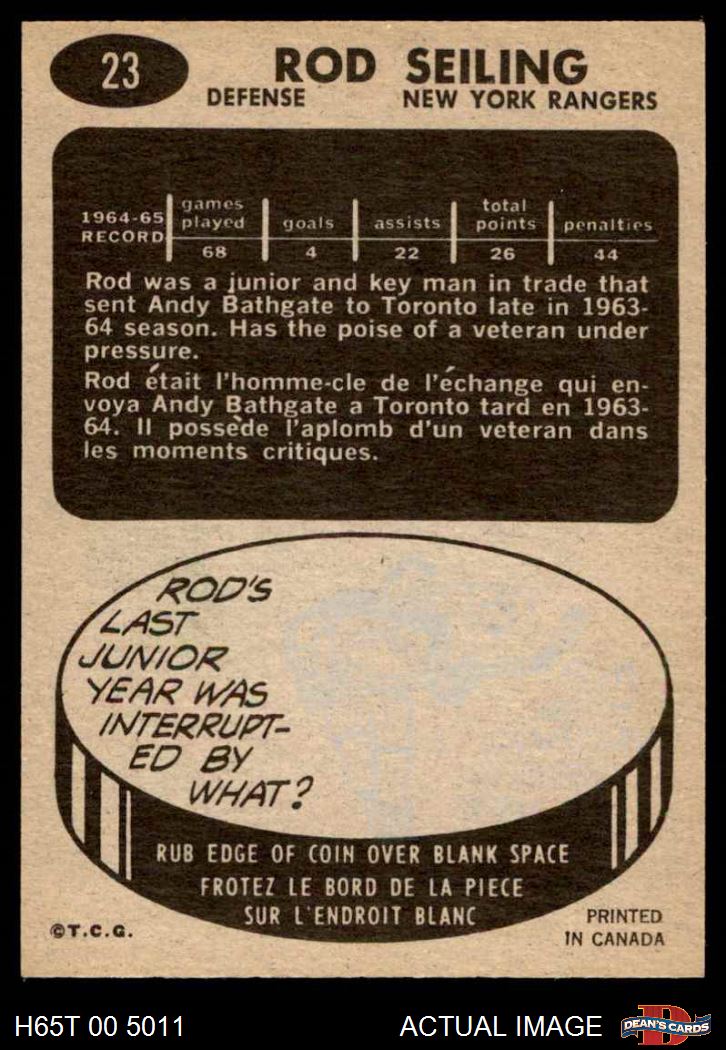 23
ROD SEILING
DEFENSE NEW YORK RANGERS
1964-65 RECORD games played goals assists total points penalties
68 4 22 26 44
Rod was a junior and key man in trade that
sent Andy Bathgate to Toronto late in 1963-
64 season. Has the poise of a veteran under
pressure.
Rod était l'homme-cle de l'échange qui en-
voya Andy Bathgate a Toronto tard en 1963-
64. Il possède l'aplomb d'un veteran dans
les moments critiques.
ROD'S
LAST
JUNIOR
YEAR WAS
INTERRUPT-
ED BY
WHAT?
RUB EDGE OF COIN OVER BLANK SPACE
FROTEZ LE BORD DE LA PIECE
SUR L'ENDROIT BLANC
©T.C.G.
PRINTED
IN CANADA
H65T 00 5011 ACTUAL IMAGE DEAN'S CARDS